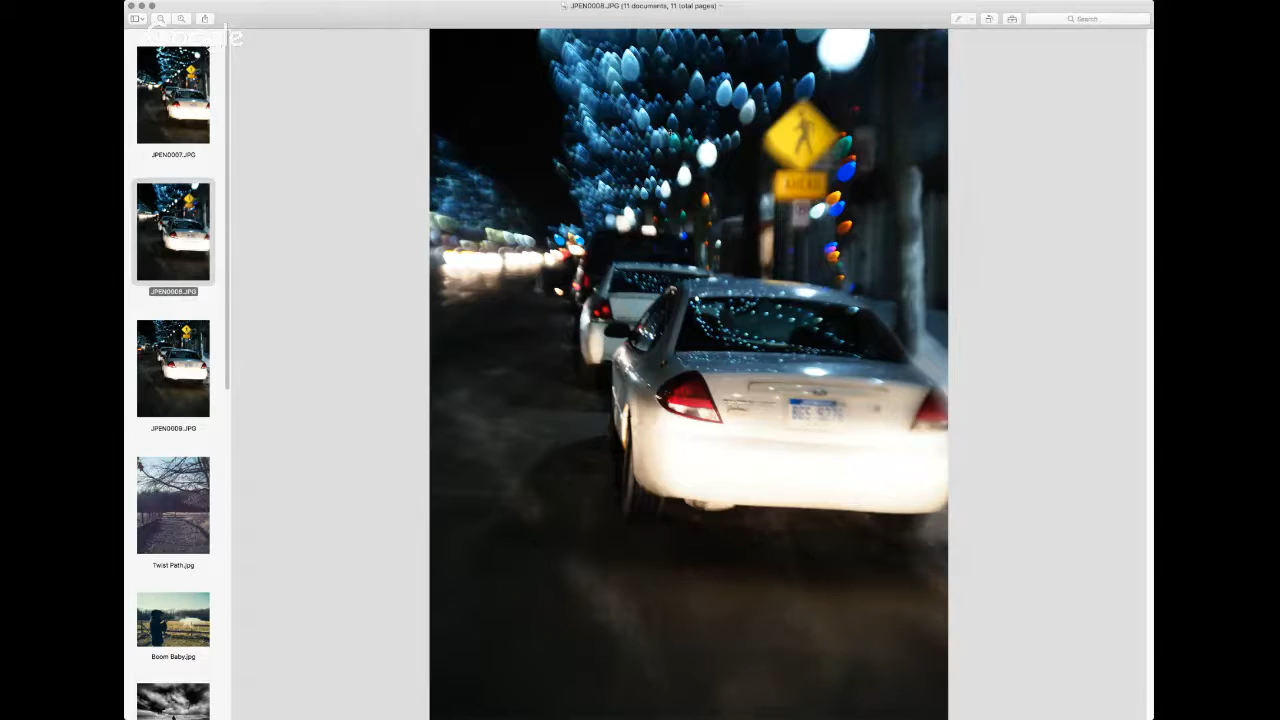 JPEN0008.JPG (11 documents, 11 total pages)
Search
Google
JPEN0007.JPG
JPEN0008.JPG
JPEN0009.JPG
Twist Path.jpg
Boom Baby.jpg
AHEAD